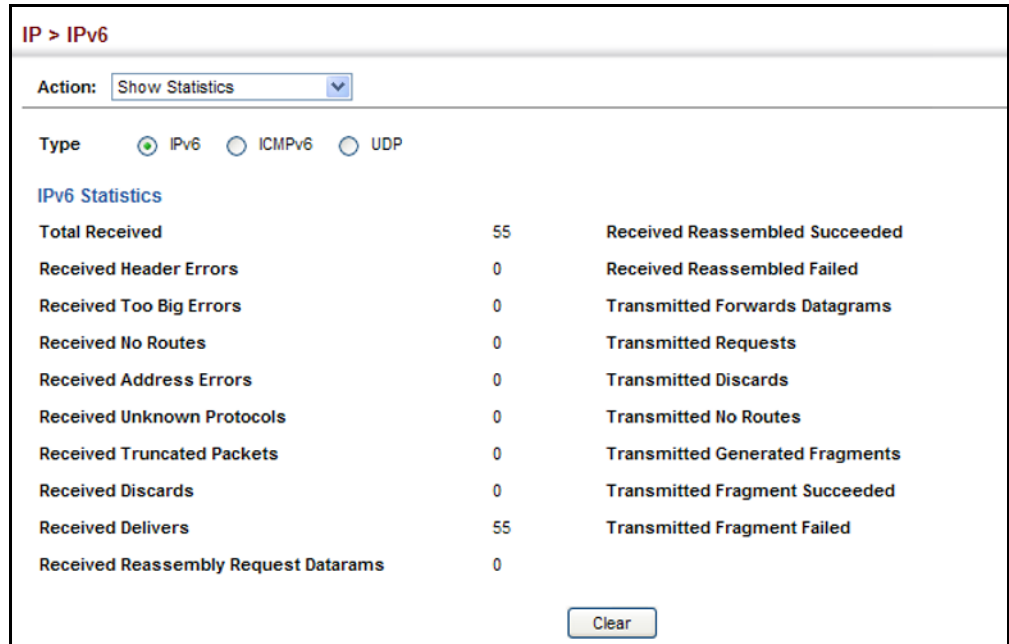 IP > IPv6
Action: Show Statistics
Type IPv6 ICMPv6 UDP
IPv6 Statistics
Total Received 55 Received Reassembled Succeeded
Received Header Errors 0 Received Reassembled Failed
Received Too Big Errors 0 Transmitted Forwards Datagrams
Received No Routes 0 Transmitted Requests
Received Address Errors 0 Transmitted Discards
Received Unknown Protocols 0 Transmitted No Routes
Received Truncated Packets 0 Transmitted Generated Fragments
Received Discards 0 Transmitted Fragment Succeeded
Received Delivers 55 Transmitted Fragment Failed
Received Reassembly Request Datarams 0
Clear